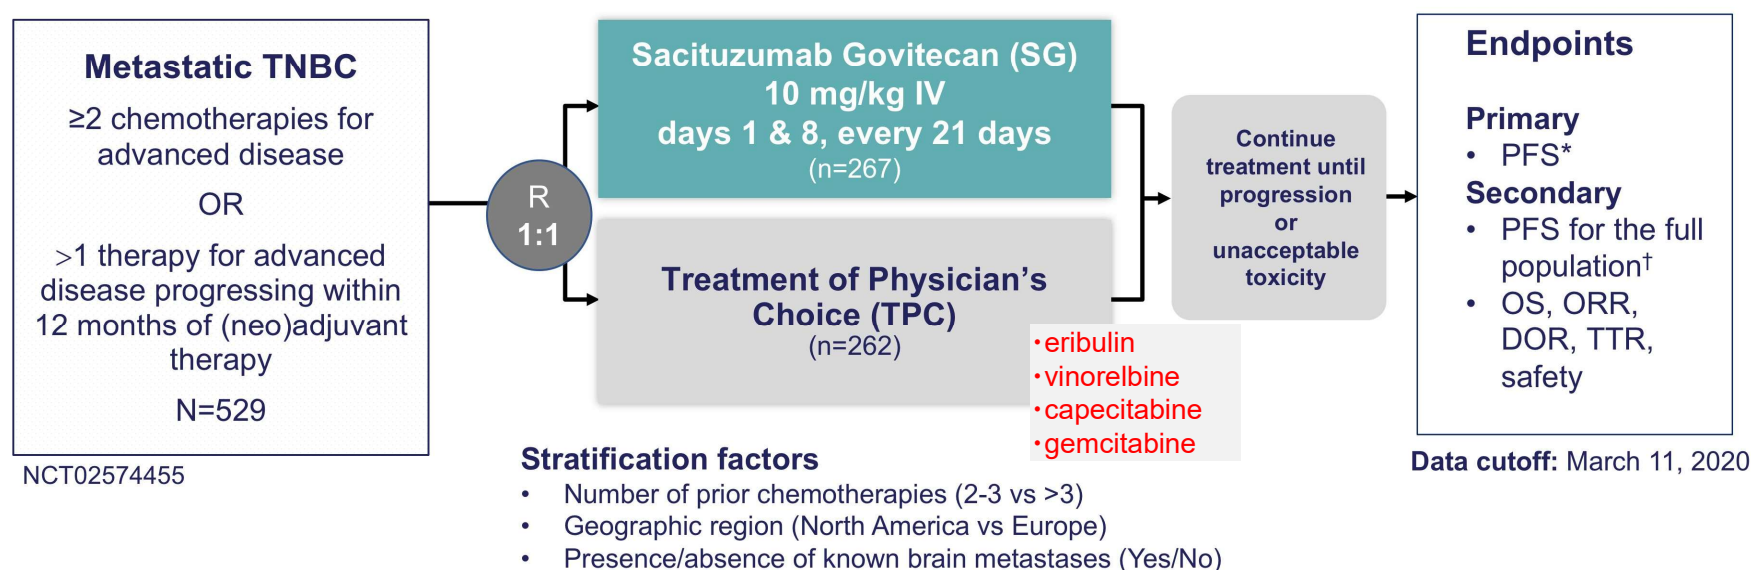 Metastatic TNBC
≥2 chemotherapies for
advanced disease
OR
>1 therapy for advanced
disease progressing within
12 months of (neo)adjuvant
therapy
N=529
NCT02574455
R
1:1
Sacituzumab Govitecan (SG)
10 mg/kg IV
days 1 & 8, every 21 days
(n=267)
Treatment of Physician’s
Choice (TPC)
(n=262)
•eribulin
•vinorelbine
•capecitabine
•gemcitabine
Continue
treatment until
progression
or
unacceptable
toxicity
Endpoints
Primary
• PFS*
Secondary
• PFS for the full
population†
• OS, ORR,
DOR, TTR,
safety
Data cutoff: March 11, 2020
Stratification factors
• Number of prior chemotherapies (2-3 vs >3)
• Geographic region (North America vs Europe)
• Presence/absence of known brain metastases (Yes/No)